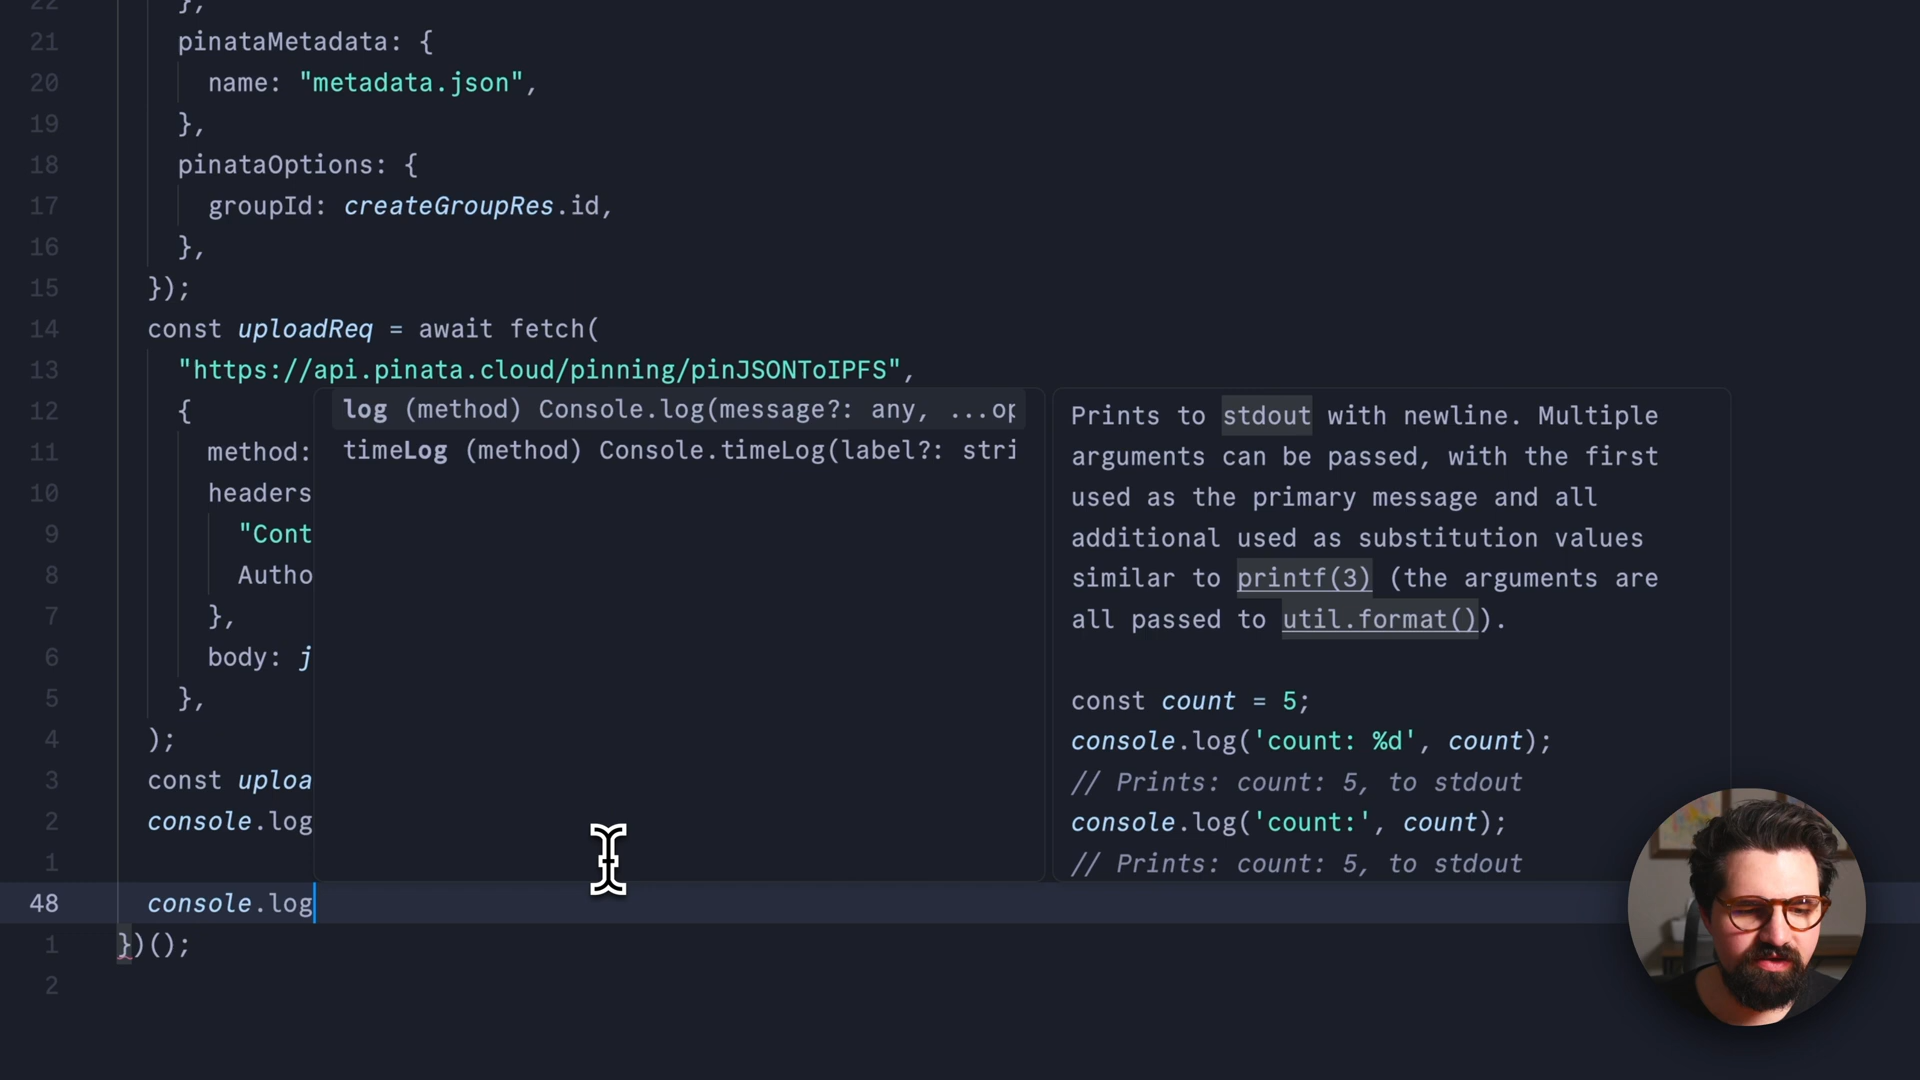 22 },
21 pinataMetadata: {
20 name: "metadata.json",
19 },
18 pinataOptions: {
17 groupId: createGroupRes.id,
16 },
15 });
14 const uploadReq = await fetch(
13 "https://api.pinata.cloud/pinning/pinJSONToIPFS",
12 {
11 method:
10 headers
9 "Cont
8 Autho
7 },
6 body: j
5 },
4 );
3 const uploa
2 console.log
1
48 console.log
1 })();
2
log (method) Console.log(message?: any, ...op
timeLog (method) Console.timeLog(label?: stri
Prints to stdout with newline. Multiple
arguments can be passed, with the first
used as the primary message and all
additional used as substitution values
similar to printf(3) (the arguments are
all passed to util.format()).
const count = 5;
console.log('count: %d', count);
// Prints: count: 5, to stdout
console.log('count:', count);
// Prints: count: 5, to stdout